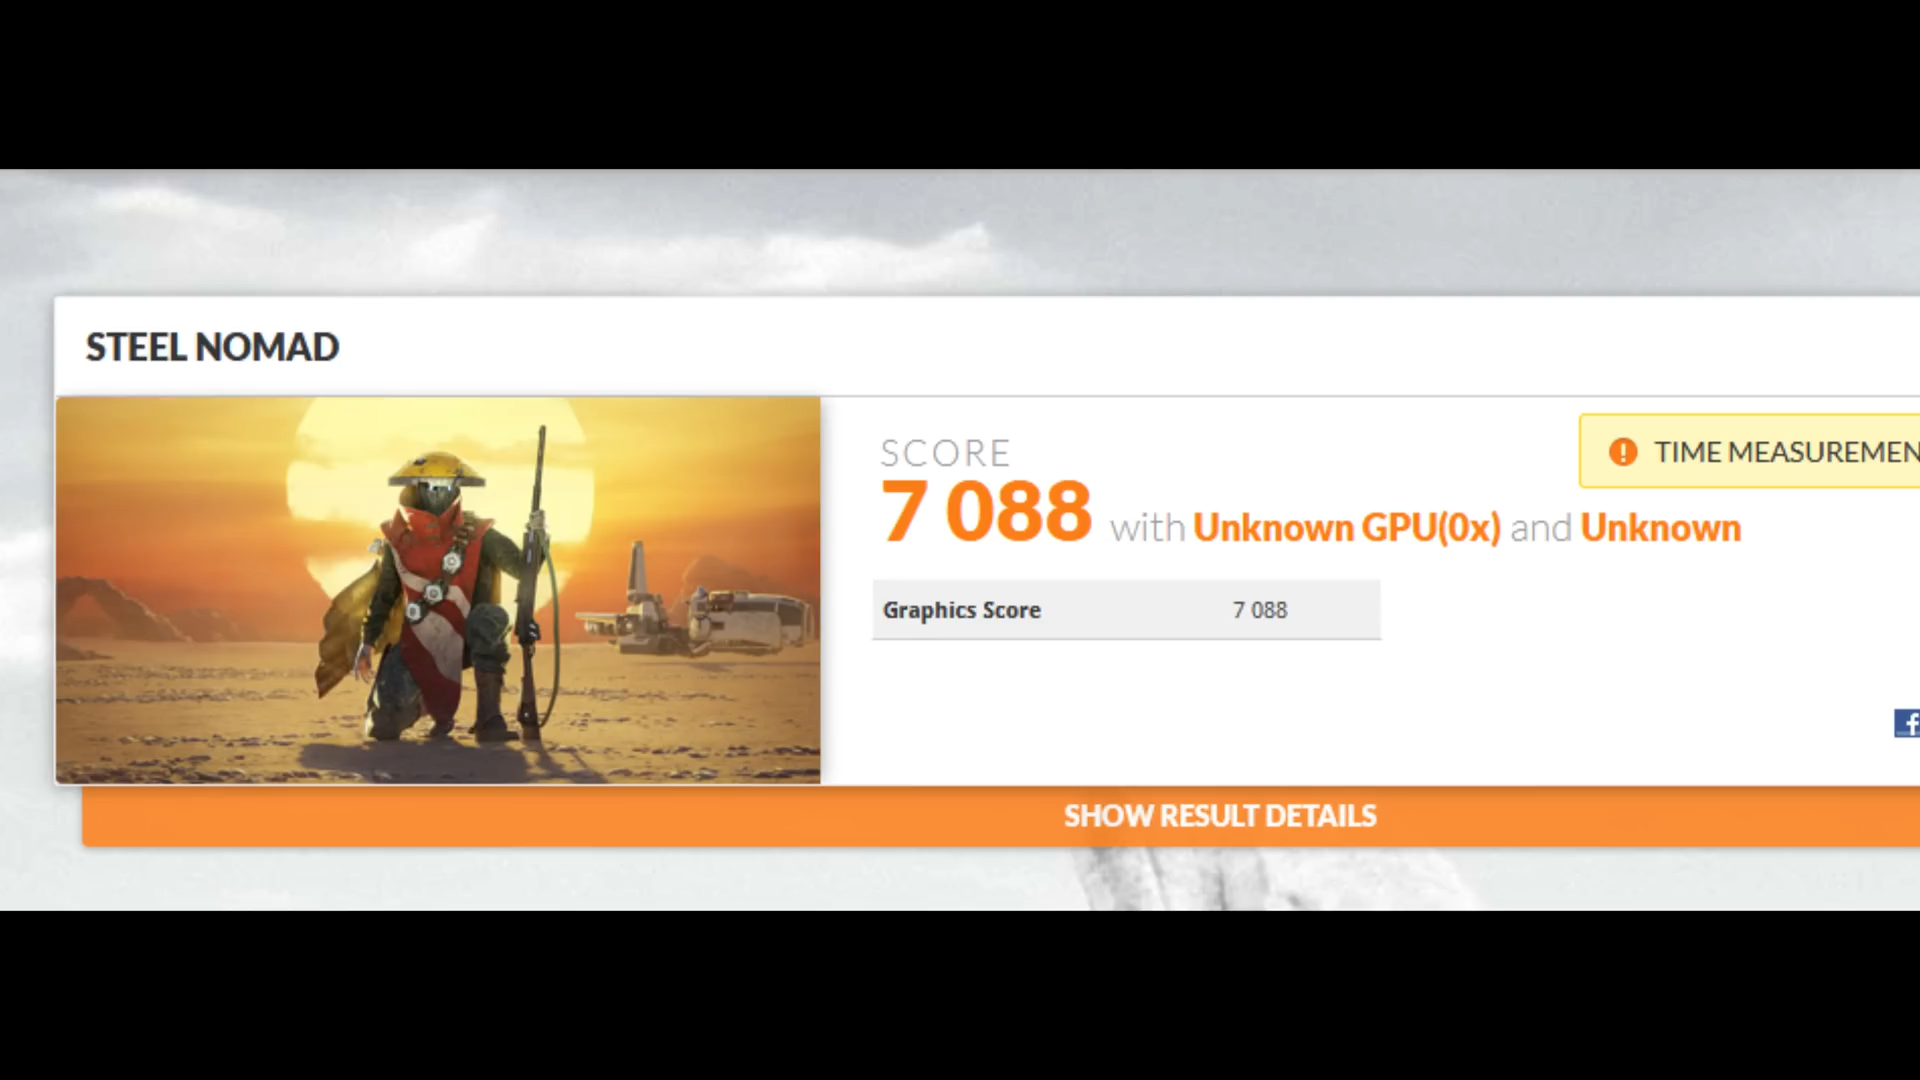 STEEL NOMAD
SCORE
7 088 with Unknown GPU(0x) and Unknown
TIME MEASUREMEN
Graphics Score 7 088
f
SHOW RESULT DETAILS